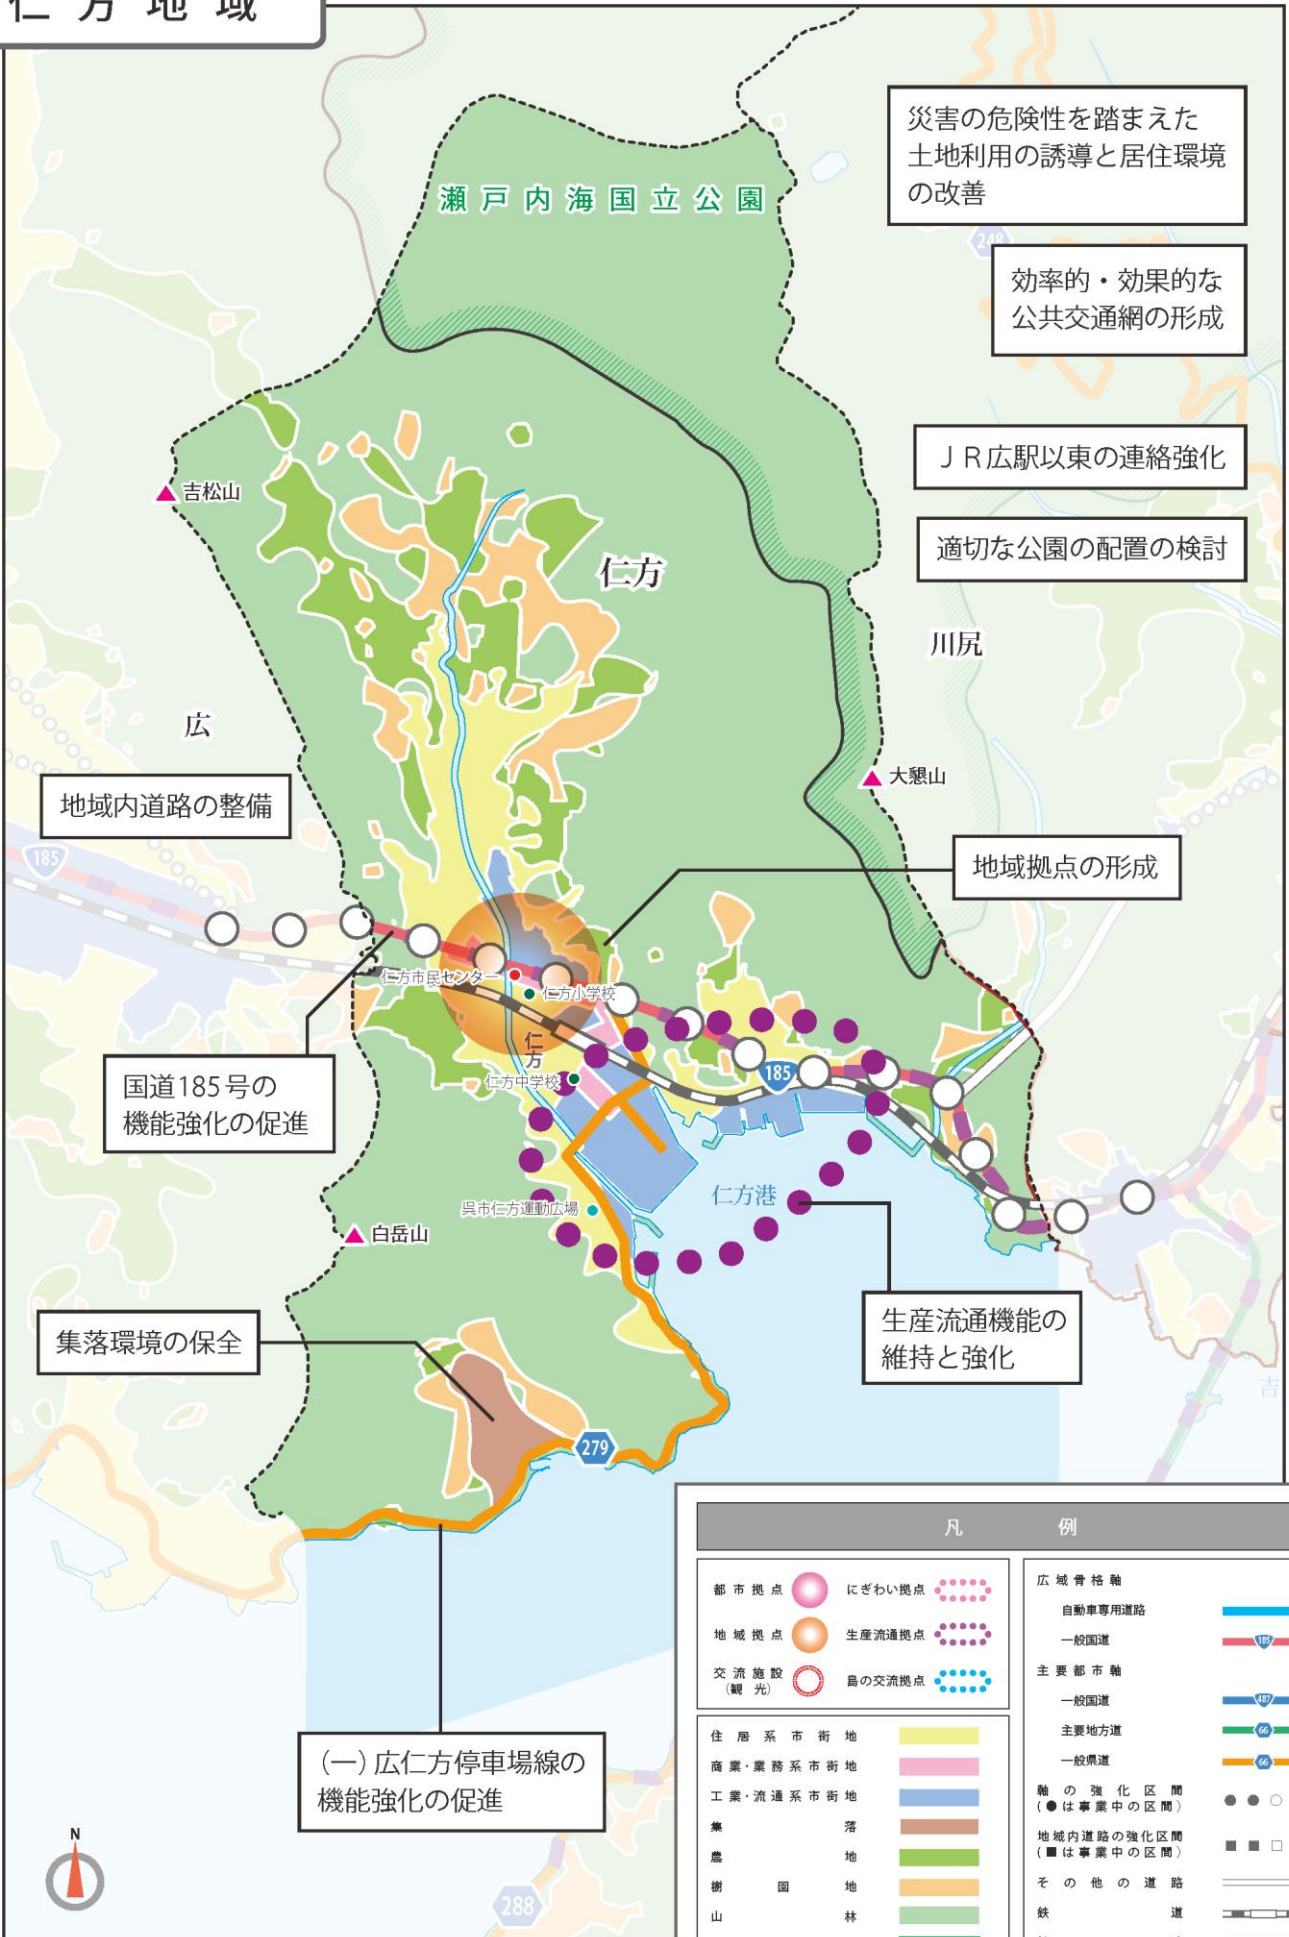 仁方地域
災害の危険性を踏まえた
土地利用の誘導と居住環境
の改善
瀬戸内海国立公園
248
効率的・効果的な
公共交通網の形成
JR広駅以東の連絡強化
吉松山
適切な公園の配置の検討
仁方
川尻
広
大懇山
地域内道路の整備
185
地域拠点の形成
仁方市民センター
仁方小学校
仁方
国道185号の
機能強化の促進
185
仁方中学校
仁方港
呉市仁方運動広場
白岳山
生産流通機能の
維持と強化
集落環境の保全
吉
279
(一)広仁方停車場線の
機能強化の促進
N
288
凡例
都市拠点
にぎわい拠点
地域拠点
生産流通拠点
交流施設
(観光)
島の交流拠点
住居系市街地
商業・業務系市街地
工業・流通系市街地
集落
農地
樹園地
山林
広域骨格軸
自動車専用道路
一般国道
185
主要都市軸
一般国道
487
主要地方道
66
一般県道
66
軸の強化区間
(●は事業中の区間)
地域内道路の強化区間
(■は事業中の区間)
その他の道路
鉄道